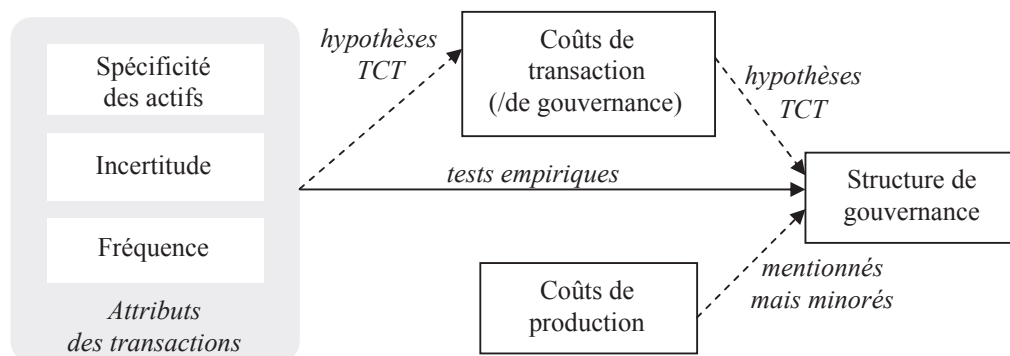 Spécificité
des actifs
Incertitude
Fréquence
Attributs
des transactions
hypothèses
TCT
Coûts de
transaction
(/de gouvernance)
hypothèses
TCT
tests empiriques
Structure de
gouvernance
Coûts de
production
mentionnés
mais minorés